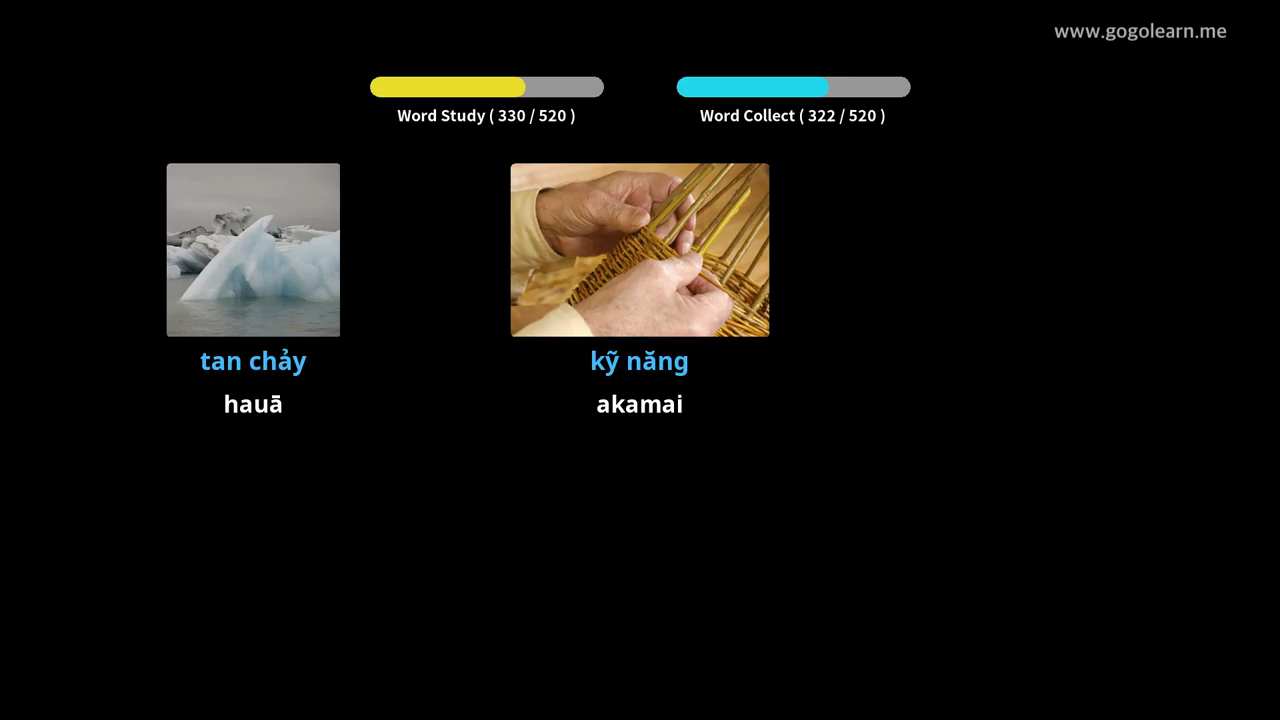 www.gogolearn.me
Word Study ( 330 / 520 )
Word Collect ( 322 / 520 )
tan chảy
hauā
kỹ năng
akamai